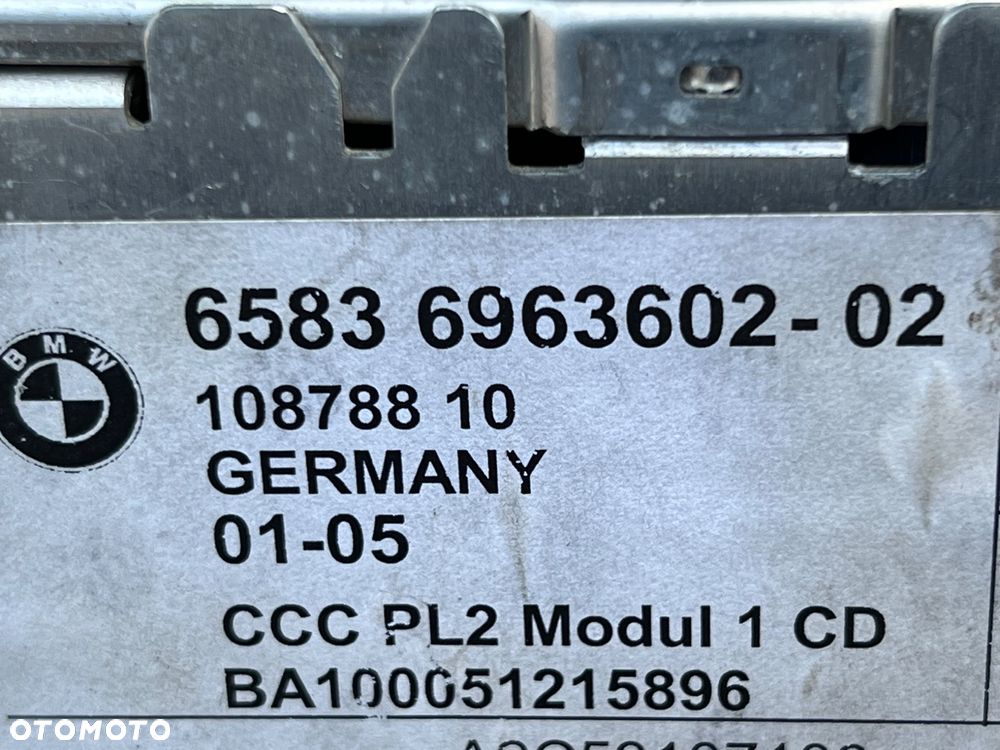 6583 6963602-02
BMW
108788 10
GERMANY
01-05
CCC PL2 Modul 1 CD
BA100051215896
OTOMOTO